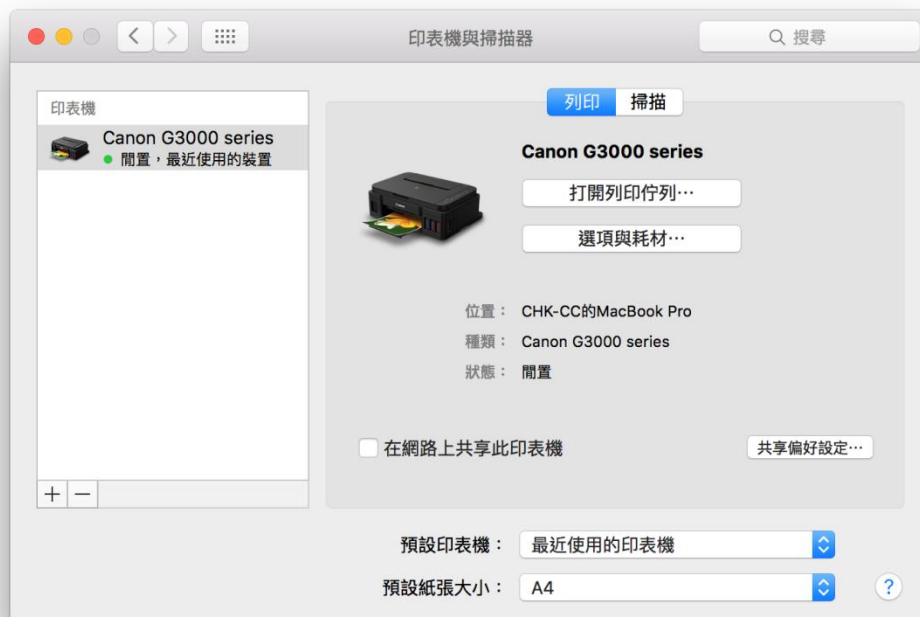 印表機與掃描器
搜尋
印表機
Canon G3000 series
閒置，最近使用的裝置
列印
掃描
Canon G3000 series
打開列印佇列…
選項與耗材…
位置： CHK-CC的MacBook Pro
種類： Canon G3000 series
狀態： 閒置
在網路上共享此印表機
共享偏好設定…
預設印表機： 最近使用的印表機
預設紙張大小： A4
?